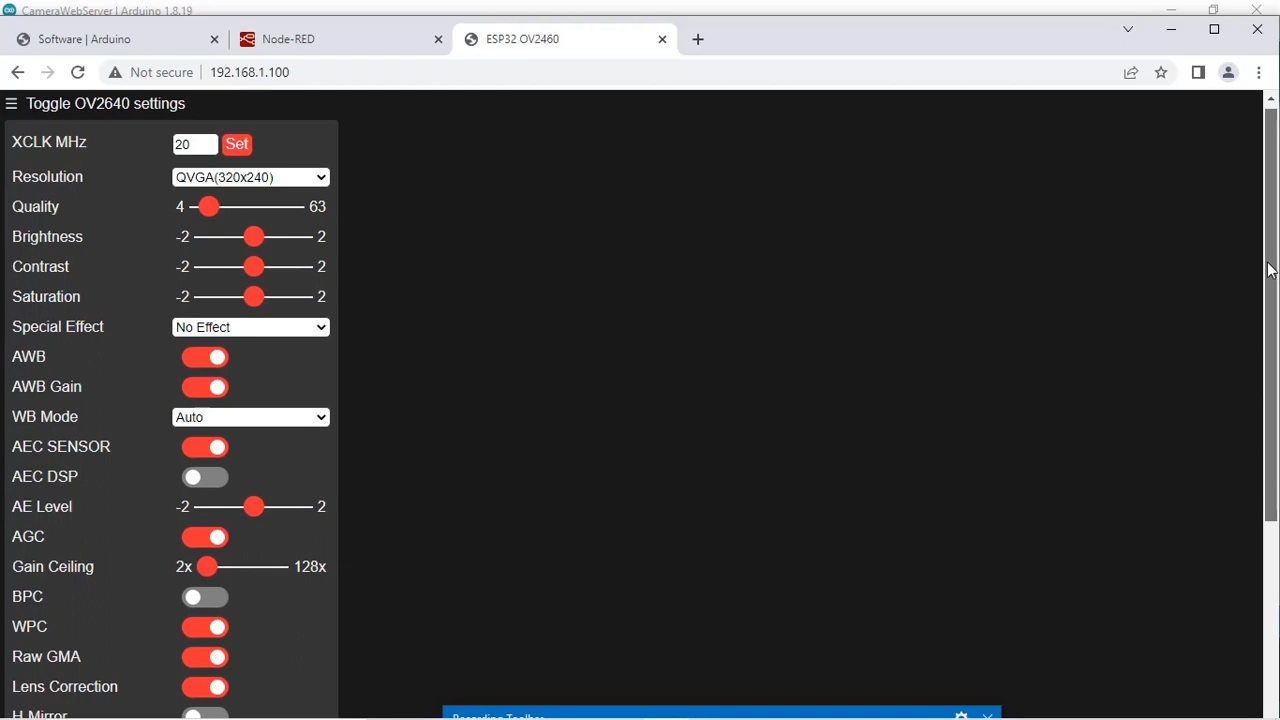 CameraWebServer | Arduino 1.8.19
Software | Arduino
Node-RED
ESP32 OV2460
Not secure
192.168.1.100
☰ Toggle OV2640 settings
XCLK MHz 20 Set
Resolution QVGA(320x240)
Quality 4 63
Brightness -2 2
Contrast -2 2
Saturation -2 2
Special Effect No Effect
AWB
AWB Gain
WB Mode Auto
AEC SENSOR
AEC DSP
AE Level -2 2
AGC
Gain Ceiling 2x 128x
BPC
WPC
Raw GMA
Lens Correction
H-Mirror
Recording Toolbar